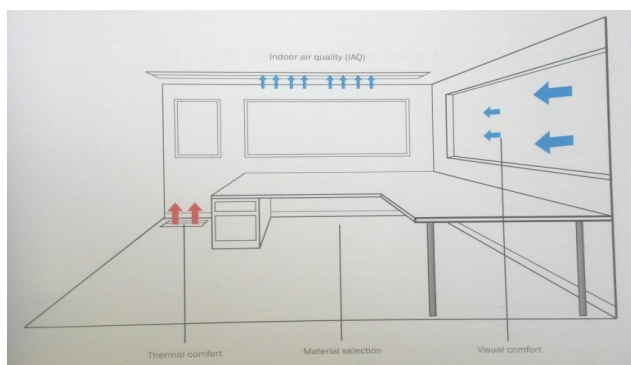 Indoor air quality (IAQ)
Thermal comfort
Material selection
Visual comfort